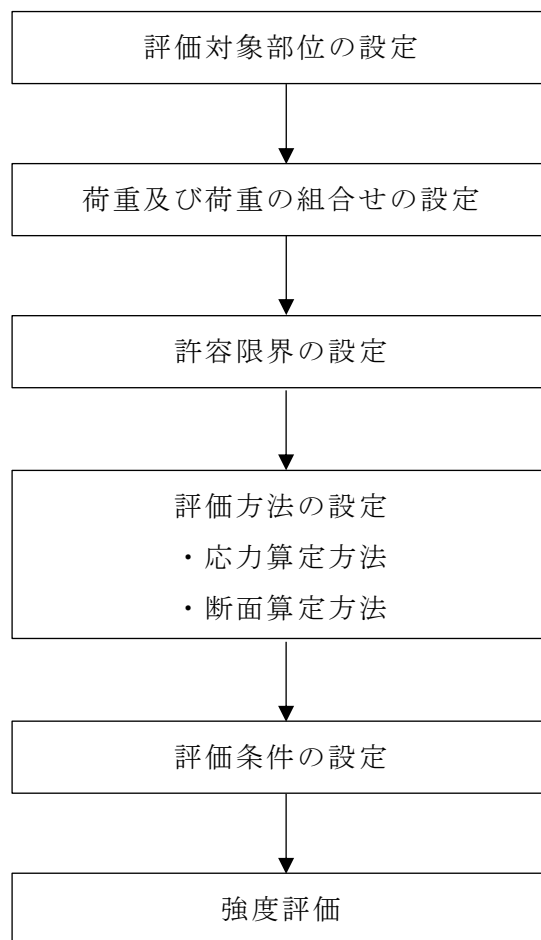 評価対象部位の設定
荷重及び荷重の組合せの設定
許容限界の設定
評価方法の設定
・応力算定方法
・断面算定方法
評価条件の設定
強度評価